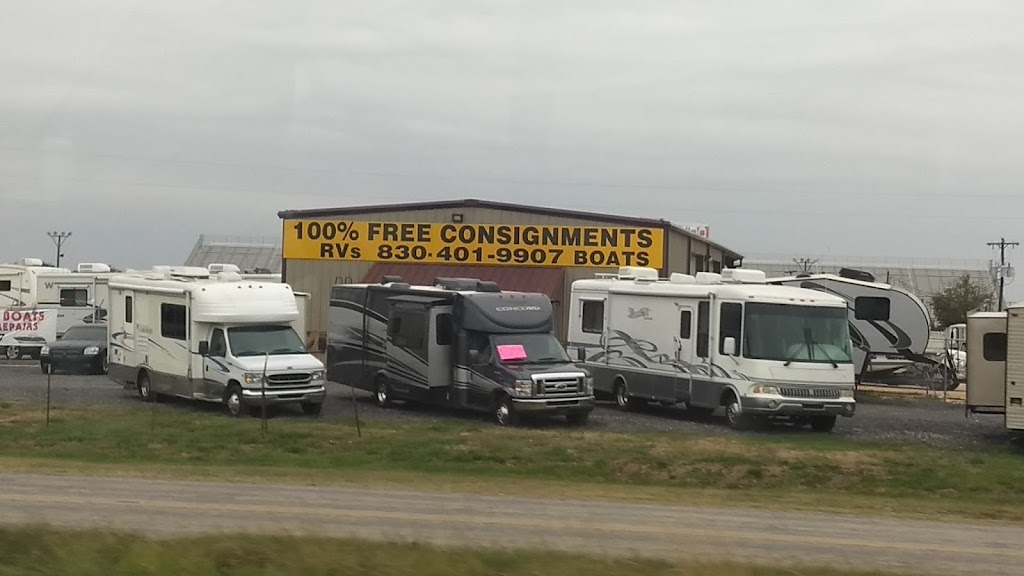 100% FREE CONSIGNMENTS
RVs 830-401-9907 BOATS
BOATS
REPAIRS
CONCORD
W